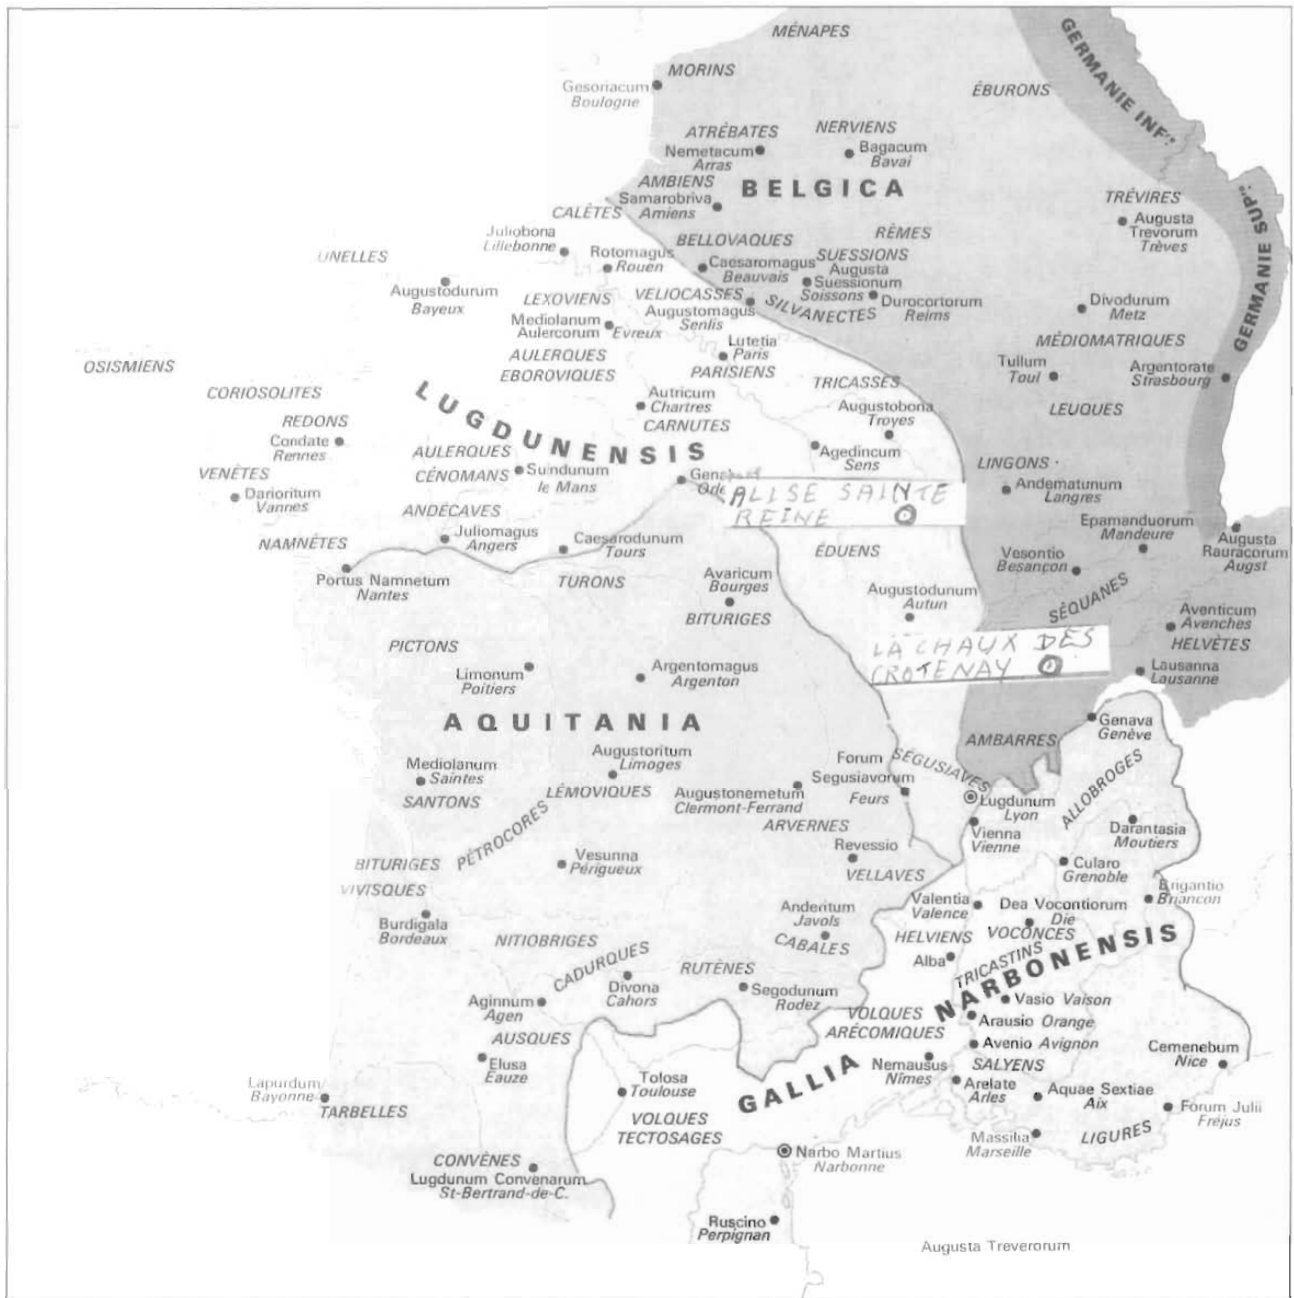 MÉNAPES
GERMANIE INF
MORINS
Gesoriacum
Boulogne
ÉBURONS
ATRÉBATES
NERVIENS
Nemetacum
Arras
Bagacum
Bavai
AMBIENS
BELGICA
Samarobriva
Amiens
TRÉVIRES
GERMANIE SUP
CALÈTES
Augusta
Trevorum
Trèves
Juliobona
Lillebonne
BELLOVAQUES
RÈMES
UNELLES
Rotomagus
Rouen
Caesaromagus
Beauvais
SUESSIONS
Augusta
Suessionum
Soissons
Augustodurum
Bayeux
LEXOVIENS
VELIOCASSES
SILVANECTES
Durocortorum
Reims
Divodurum
Metz
Augustomagus
Senlis
Mediolanum
Aulercorum
Evreux
Lutetia
Paris
MÉDIOMATRIQUES
AULERQUES
EBOROVIQUES
PARISIENS
Tullum
Toul
Argentorate
Strasbourg
OSISMIENS
TRICASSES
CORIOSOLITES
LUGDUNENSIS
Autricum
Chartres
Augustobona
Troyes
LEUQUES
REDONS
CARNUTES
Condate
Rennes
AULERQUES
CÉNOMANS
Agedincum
Sens
VENÈTES
Suindunum
le Mans
LINGONS
Darioritum
Vannes
Andematunum
Langres
ALISE SAINTE
REINE
ANDÉCAVES
Juliomagus
Angers
Caesarodunum
Tours
Epamanduorum
Mandeure
NAMNÈTES
ÉDUENS
Vesontio
Besançon
Augusta
Rauracorum
Augst
Portus Namnetum
Nantes
TURONS
Avaricum
Bourges
Augustodunum
Autun
SÉQUANES
BITURIGES
Aventicum
Avenches
PICTONS
LA CHAUX DES
CROTENAY
HELVÈTES
Limonum
Poitiers
Argentomagus
Argenton
Lausanna
Lausanne
AQUITANIA
Genava
Genève
AMBARRES
Mediolanum
Saintes
Augustoritum
Limoges
Forum
Segusiavorum
Feurs
SÉGUSIAVES
ALLOBROGES
SANTONS
LÉMOVIQUES
Augustonemetum
Clermont-Ferrand
Lugdunum
Lyon
PÉTROCORES
ARVERNES
Vienna
Vienne
Darantasia
Moutiers
BITURIGES
VIVISQUES
Vesunna
Périgueux
Revessio
VELLAVES
Cularo
Grenoble
Brigantio
Briançon
Burdigala
Bordeaux
Anderitum
Javols
Valentia
Valence
Dea Vocontiorum
Die
NITIOBRIGES
CADURQUES
CABALES
HELVIENS
VOCONCES
RUTÈNES
Alba
TRICASTINS
GALLIA NARBONENSIS
Aginnum
Agen
Divona
Cahors
Segodunum
Rodez
Vasio Vaison
VOLQUES
ARÉCOMIQUES
Arausio Orange
AUSQUES
Avenio Avignon
Cemenebum
Nice
Elusa
Eauze
Nemausus
Nîmes
SALYENS
Lapurdum
Bayonne
Tolosa
Toulouse
Arelate
Arles
Aquae Sextiae
Aix
Forum Julii
Fréjus
TARBELLES
VOLQUES
TECTOSAGES
Massilia
Marseille
LIGURES
CONVÈNES
Narbo Martius
Narbonne
Lugdunum Convenarum
St-Bertrand-de-C.
Ruscino
Perpignan
Augusta Treverorum